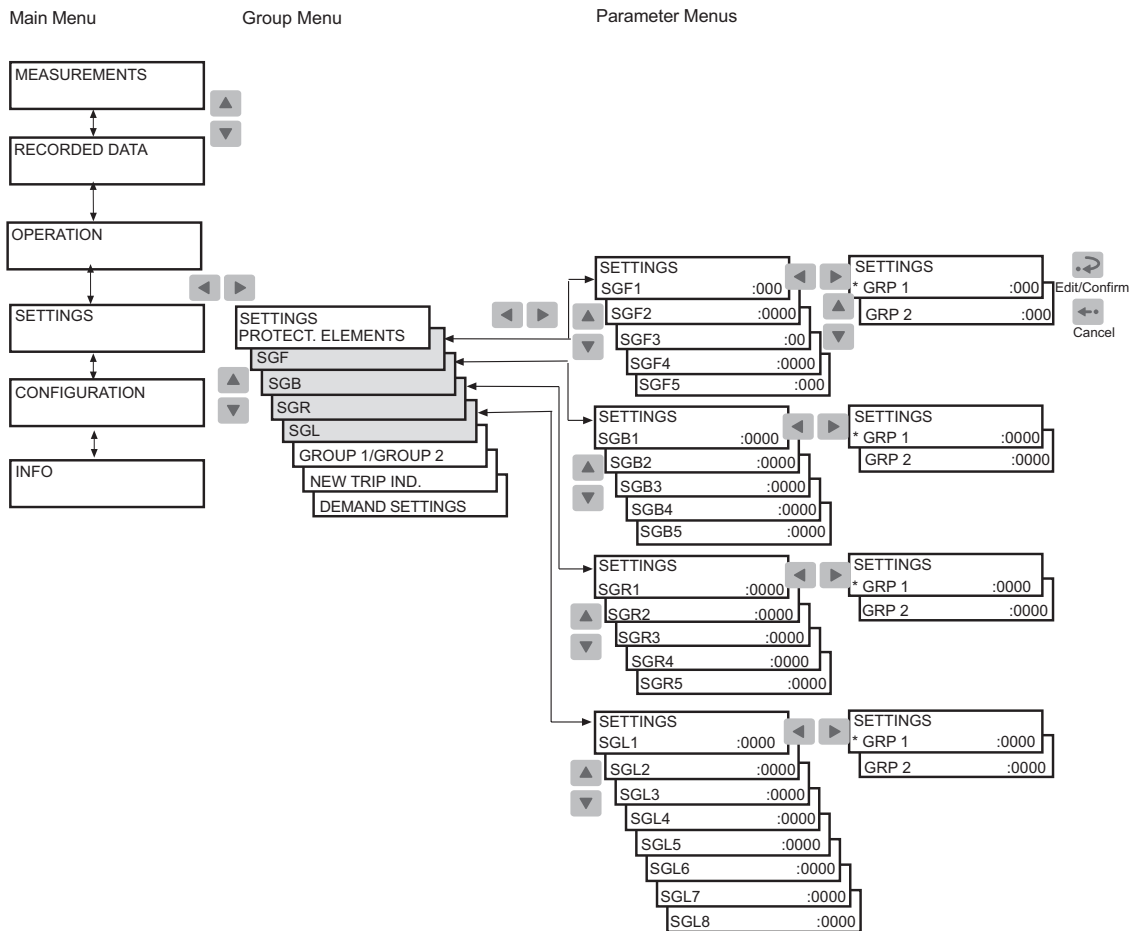 Main Menu
Group Menu
Parameter Menus
MEASUREMENTS
RECORDED DATA
OPERATION
SETTINGS
CONFIGURATION
INFO
SETTINGS
PROTECT. ELEMENTS
SGF
SGB
SGR
SGL
GROUP 1/GROUP 2
NEW TRIP IND.
DEMAND SETTINGS
SETTINGS
SGF1 :000
SGF2 :0000
SGF3 :00
SGF4 :0000
SGF5 :000
SETTINGS
* GRP 1 :000
GRP 2 :000
Edit/Confirm
Cancel
SETTINGS
SGB1 :0000
SGB2 :0000
SGB3 :0000
SGB4 :0000
SGB5 :0000
SETTINGS
* GRP 1 :0000
GRP 2 :0000
SETTINGS
SGR1 :0000
SGR2 :0000
SGR3 :0000
SGR4 :0000
SGR5 :0000
SETTINGS
* GRP 1 :0000
GRP 2 :0000
SETTINGS
SGL1 :0000
SGL2 :0000
SGL3 :0000
SGL4 :0000
SGL5 :0000
SGL6 :0000
SGL7 :0000
SGL8 :0000
SETTINGS
* GRP 1 :0000
GRP 2 :0000